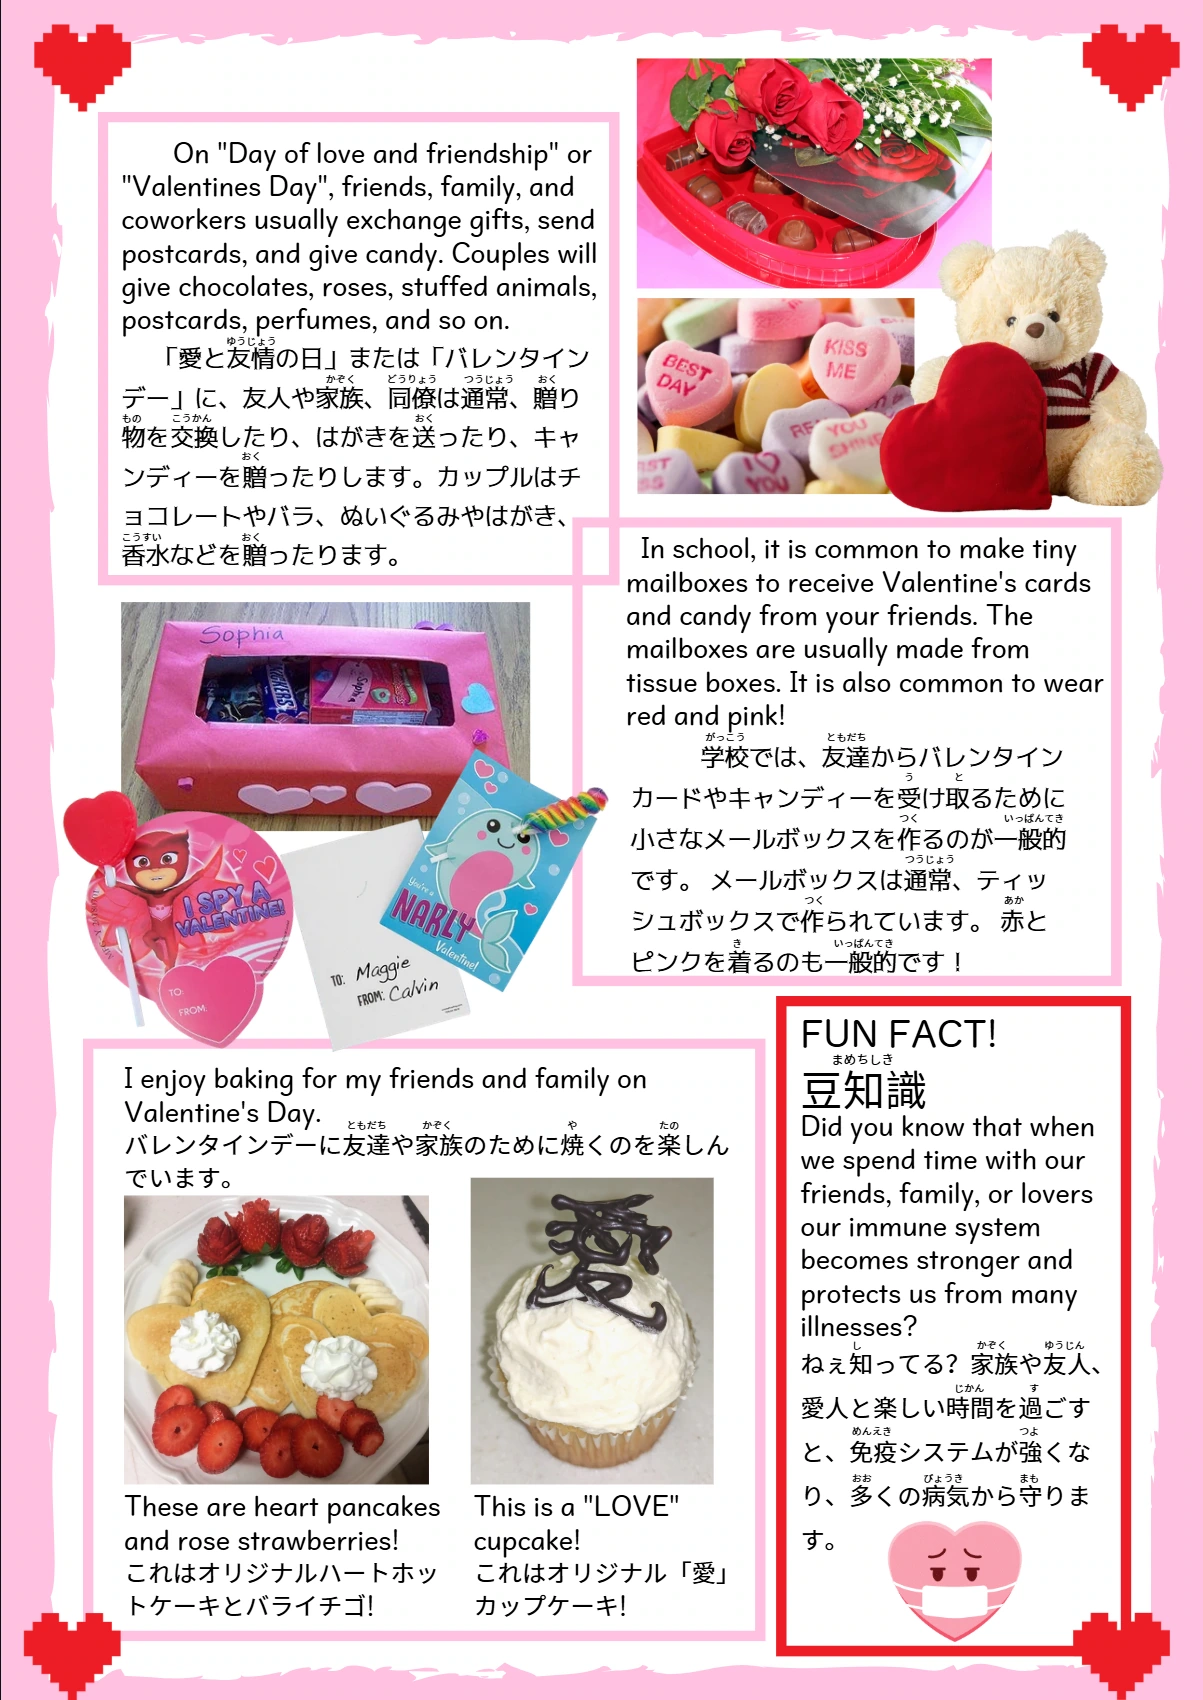 On "Day of love and friendship" or
"Valentines Day", friends, family, and
coworkers usually exchange gifts, send
postcards, and give candy. Couples will
give chocolates, roses, stuffed animals,
postcards, perfumes, and so on.
「愛と友情の日」または「バレンタイン
デー」に、友人や家族、同僚は通常、贈り
物を交換したり、はがきを送ったり、キャ
ンディーを贈ったりします。カップルはチ
ョコレートやバラ、ぬいぐるみやはがき、
香水などを贈ったります。
BEST
DAY
KISS
ME
YOU
SHINE
I ♡
YOU
In school, it is common to make tiny
mailboxes to receive Valentine's cards
and candy from your friends. The
mailboxes are usually made from
tissue boxes. It is also common to wear
red and pink!
学校では、友達からバレンタイン
カードやキャンディーを受け取るために
小さなメールボックスを作るのが一般的
です。 メールボックスは通常、ティッ
シュボックスで作られています。 赤と
ピンクを着るのも一般的です！
Sophia
I SPY A
VALENTINE!
TO:
FROM:
TO: Maggie
FROM: Calvin
You're a
NARLY
Valentine!
I enjoy baking for my friends and family on
Valentine's Day.
バレンタインデーに友達や家族のために焼くのを楽しん
でいます。
愛
These are heart pancakes
and rose strawberries!
これはオリジナルハートホッ
トケーキとバライチゴ!
This is a "LOVE"
cupcake!
これはオリジナル「愛」
カップケーキ!
FUN FACT!
豆知識
Did you know that when
we spend time with our
friends, family, or lovers
our immune system
becomes stronger and
protects us from many
illnesses?
ねぇ知ってる? 家族や友人、
愛人と楽しい時間を過ごす
と、免疫システムが強くな
り、多くの病気から守りま
す。